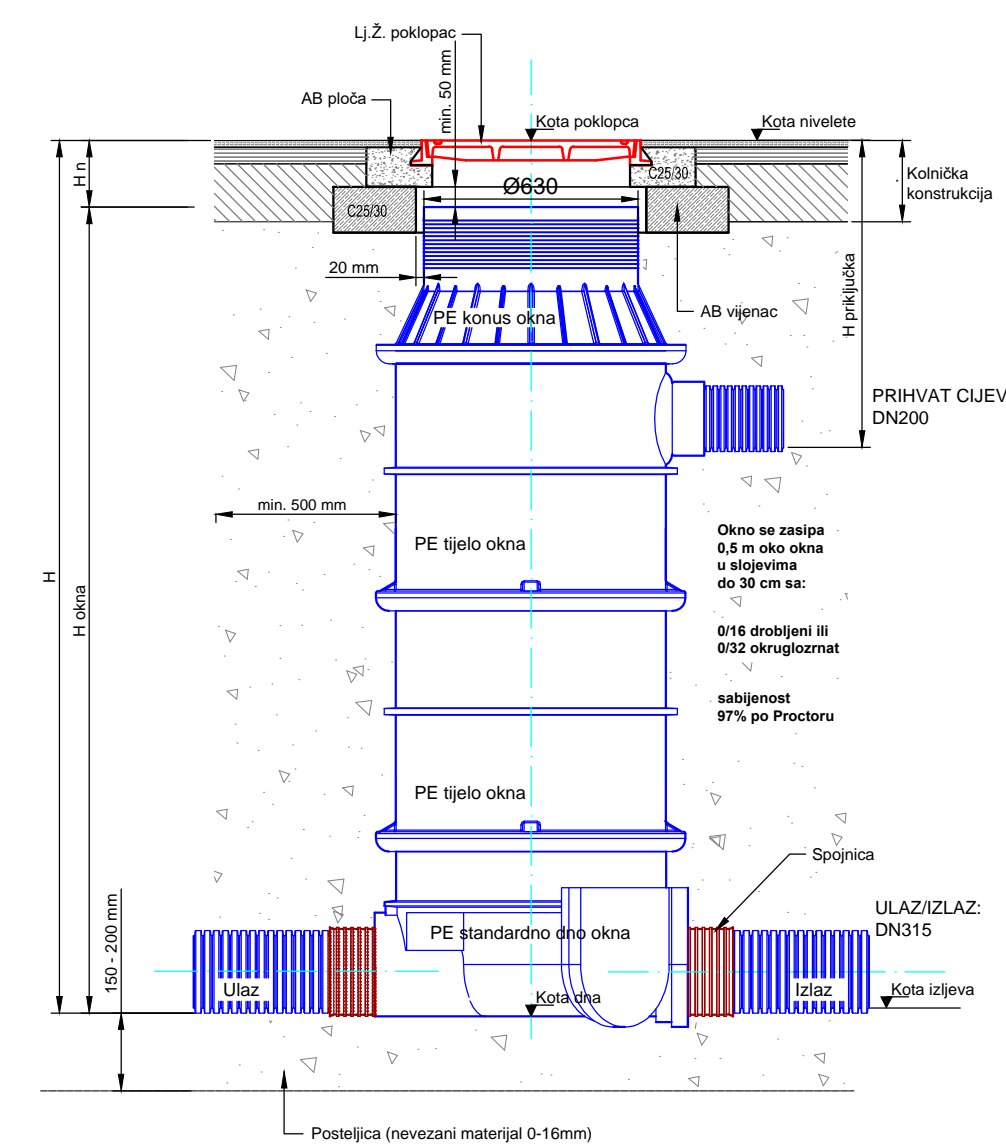 Lj.Ž. poklopac
min. 50 mm
AB ploča
Kota poklopca
Kota nivelete
H n
C25/30
Ø630
C25/30
Kolnička
konstrukcija
20 mm
AB vijenac
PE konus okna
H priključka
PRIHVAT CIJEV
DN200
min. 500 mm
Okno se zasipa
0,5 m oko okna
u slojevima
do 30 cm sa:
PE tijelo okna
H
H okna
0/16 drobljeni ili
0/32 okruglozrnat
sabijenost
97% po Proctoru
PE tijelo okna
Spojnica
ULAZ/IZLAZ:
DN315
PE standardno dno okna
150 - 200 mm
Ulaz
Kota dna
Izlaz
Kota izljeva
Posteljica (nevezani materijal 0-16mm)